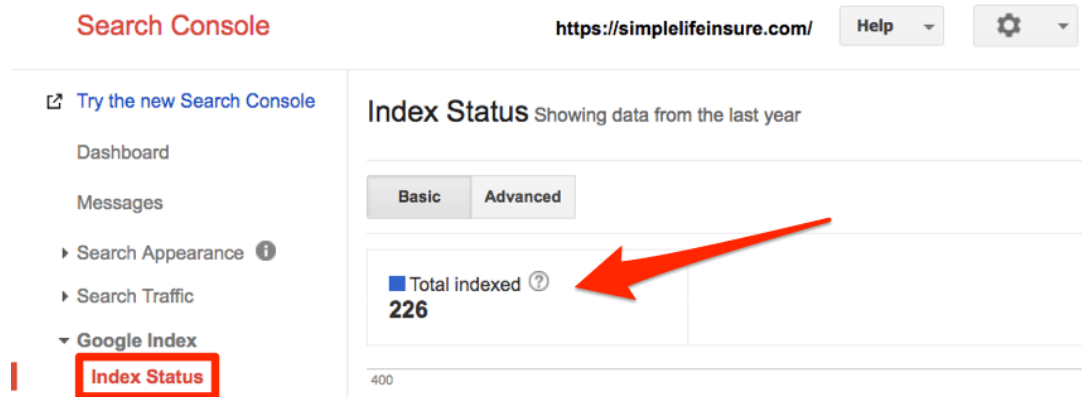 Search Console
https://simplelifeinsure.com/
Help
Try the new Search Console
Dashboard
Messages
Search Appearance
Search Traffic
Google Index
Index Status
Index Status Showing data from the last year
Basic
Advanced
Total indexed ?
226
400